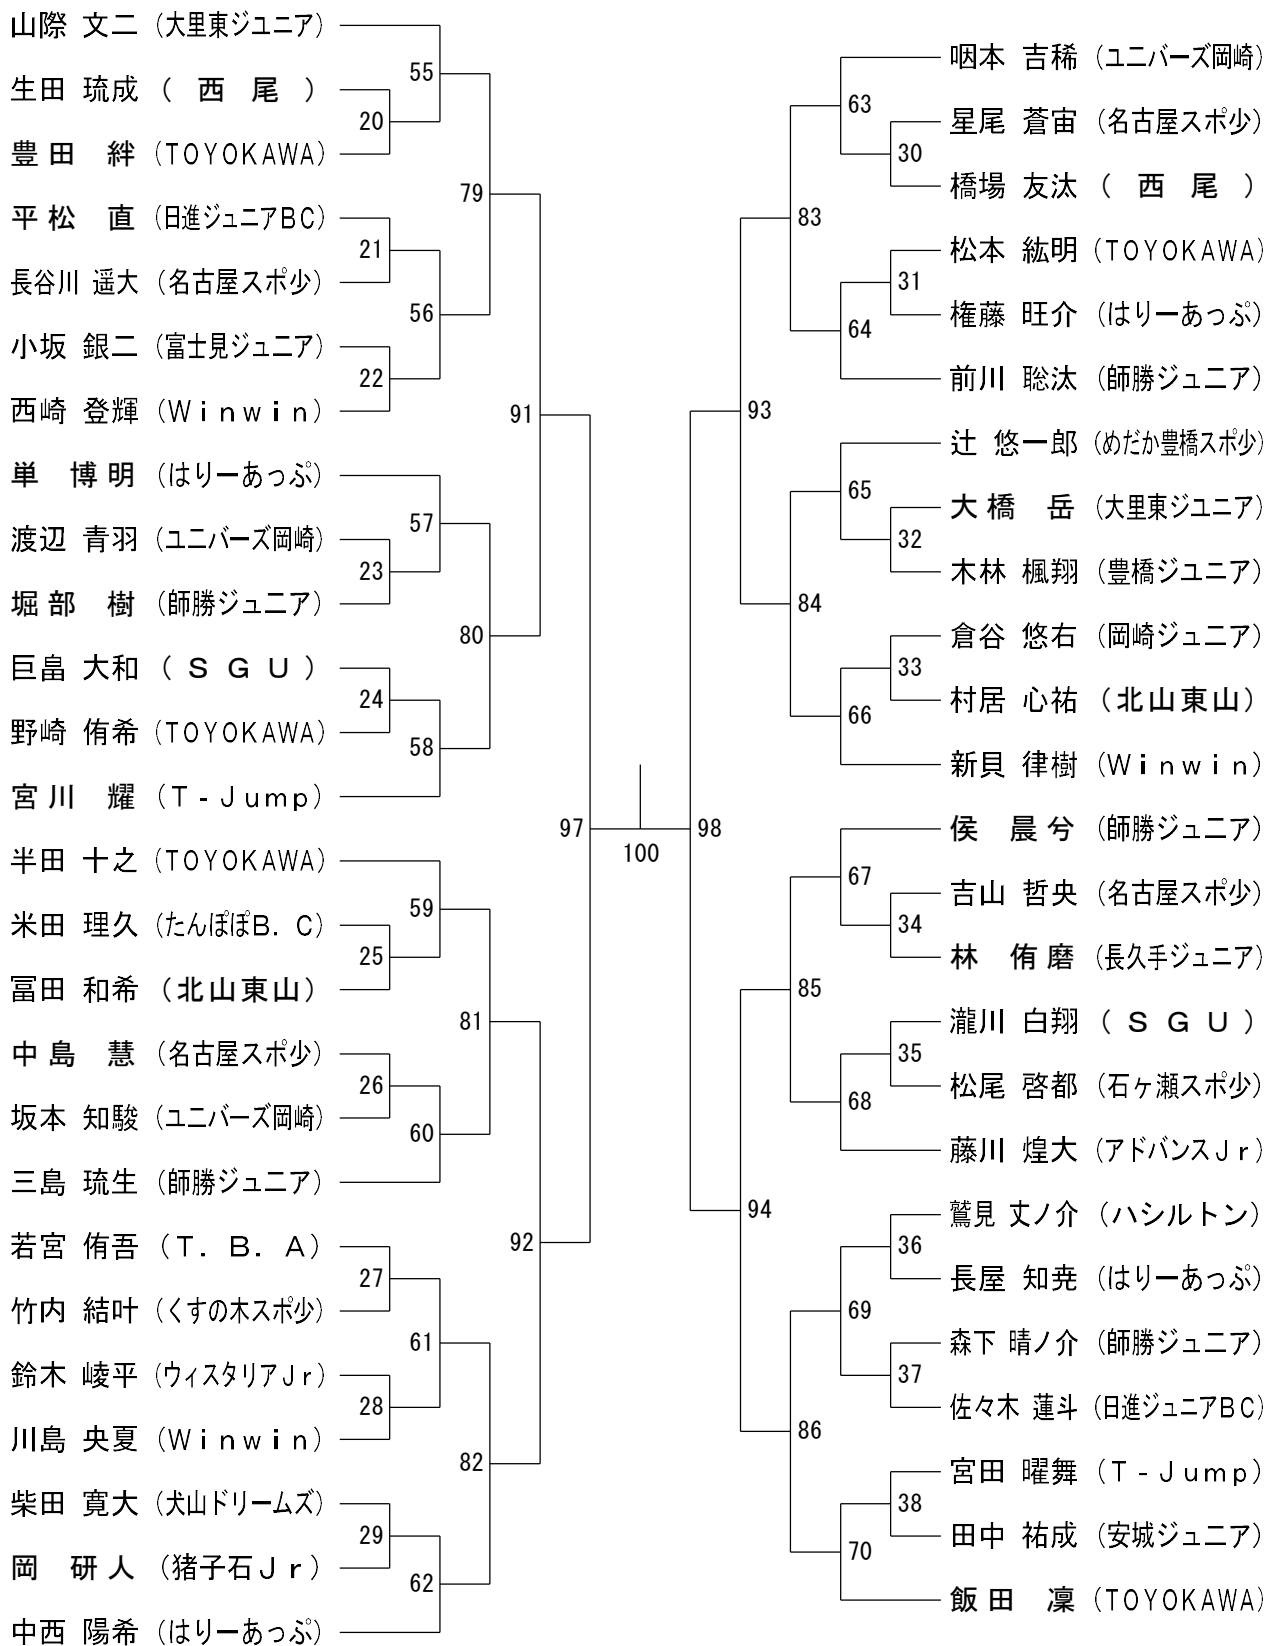 山際 文二 (大里東ジュニア)
生田 琉成 ( 西 尾 )
豊 田 絆 (TOYOKAWA)
平 松 直 (日進ジュニアBC)
長谷川 遥大 (名古屋スポ少)
小坂 銀二 (富士見ジュニア)
西崎 登輝 (Winwin)
単 博明 (はりーあっぷ)
渡辺 青羽 (ユニバーズ岡崎)
堀 部 樹 (師勝ジュニア)
巨畠 大和 ( S G U )
野崎 侑希 (TOYOKAWA)
宮 川 耀 (T-Jump)
半田 十之 (TOYOKAWA)
米田 理久 (たんぽぽB.C)
冨田 和希 (北山東山)
中 島 慧 (名古屋スポ少)
坂本 知駿 (ユニバーズ岡崎)
三島 琉生 (師勝ジュニア)
若宮 侑吾 (T.B.A)
竹内 結叶 (くすの木スポ少)
鈴木 崚平 (ウィスタリアJr)
川島 央夏 (Winwin)
柴田 寛大 (犬山ドリームズ)
岡 研人 (猪子石Jr)
中西 陽希 (はりーあっぷ)
55
20
79
21
56
22
91
57
23
80
24
58
97
59
25
81
26
60
92
27
61
28
82
29
62
100
98
63
30
83
31
64
93
65
32
84
33
66
67
34
85
35
68
94
36
69
37
86
38
70
咽本 吉稀 (ユニバーズ岡崎)
星尾 蒼宙 (名古屋スポ少)
橋場 友汰 ( 西 尾 )
松本 紘明 (TOYOKAWA)
権藤 旺介 (はりーあっぷ)
前川 聡汰 (師勝ジュニア)
辻 悠一郎 (めだか豊橋スポ少)
大 橋 岳 (大里東ジュニア)
木林 楓翔 (豊橋ジュニア)
倉谷 悠右 (岡崎ジュニア)
村居 心祐 (北山東山)
新貝 律樹 (Winwin)
侯 晨兮 (師勝ジュニア)
吉山 哲央 (名古屋スポ少)
林 侑磨 (長久手ジュニア)
瀧川 白翔 ( S G U )
松尾 啓都 (石ヶ瀬スポ少)
藤川 煌大 (アドバンスJr)
鷲見 丈ノ介 (ハシルトン)
長屋 知尭 (はりーあっぷ)
森下 晴ノ介 (師勝ジュニア)
佐々木 蓮斗 (日進ジュニアBC)
宮田 曜舞 (T-Jump)
田中 祐成 (安城ジュニア)
飯 田 凜 (TOYOKAWA)